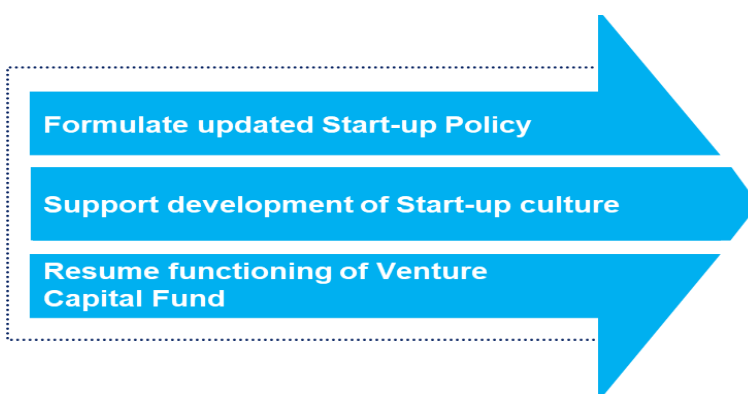 Formulate updated Start-up Policy
Support development of Start-up culture
Resume functioning of Venture
Capital Fund